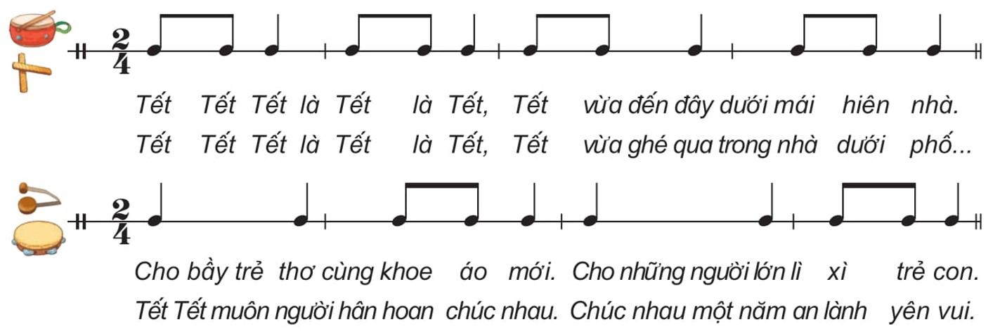 2
4
Tết Tết Tết là Tết là Tết, Tết vừa đến đây dưới mái hiên nhà.
Tết Tết Tết là Tết là Tết, Tết vừa ghé qua trong nhà dưới phố...
2
4
Cho bầy trẻ thơ cùng khoe áo mới. Cho những người lớn lì xì trẻ con.
Tết Tết muôn người hân hoan chúc nhau. Chúc nhau một năm an lành yên vui.